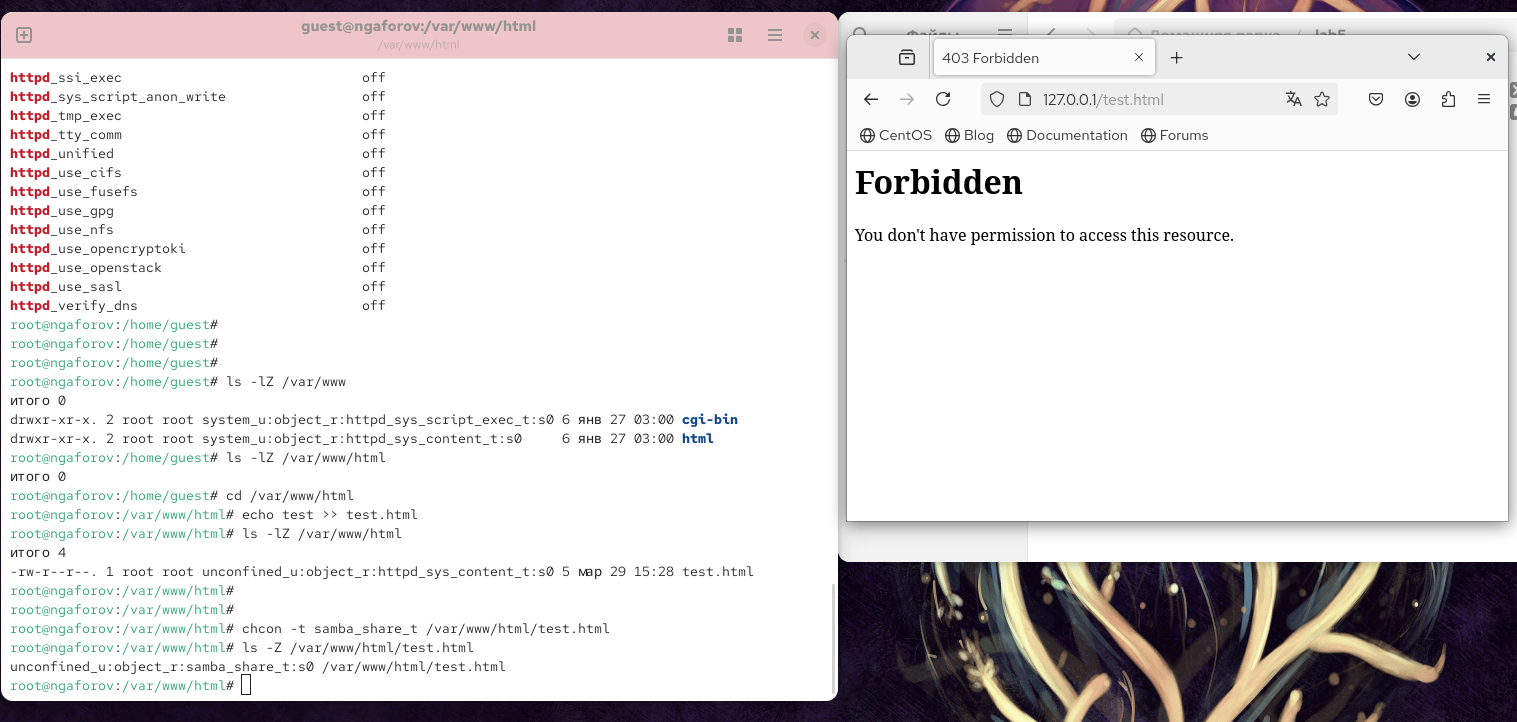 guest@ngaforov:/var/www/html
/var/www/html
httpd_ssi_exec                              off
httpd_sys_script_anon_write                 off
httpd_tmp_exec                              off
httpd_tty_comm                              off
httpd_unified                               off
httpd_use_cifs                              off
httpd_use_fusefs                            off
httpd_use_gpg                               off
httpd_use_nfs                               off
httpd_use_opencryptoki                      off
httpd_use_openstack                         off
httpd_use_sasl                              off
httpd_verify_dns                            off
root@ngaforov:/home/guest#
root@ngaforov:/home/guest#
root@ngaforov:/home/guest#
root@ngaforov:/home/guest# ls -lZ /var/www
итого 0
drwxr-xr-x. 2 root root system_u:object_r:httpd_sys_script_exec_t:s0 6 янв 27 03:00 cgi-bin
drwxr-xr-x. 2 root root system_u:object_r:httpd_sys_content_t:s0     6 янв 27 03:00 html
root@ngaforov:/home/guest# ls -lZ /var/www/html
итого 0
root@ngaforov:/home/guest# cd /var/www/html
root@ngaforov:/var/www/html# echo test >> test.html
root@ngaforov:/var/www/html# ls -lZ /var/www/html
итого 4
-rw-r--r--. 1 root root unconfined_u:object_r:httpd_sys_content_t:s0 5 мар 29 15:28 test.html
root@ngaforov:/var/www/html#
root@ngaforov:/var/www/html#
root@ngaforov:/var/www/html# chcon -t samba_share_t /var/www/html/test.html
root@ngaforov:/var/www/html# ls -Z /var/www/html/test.html
unconfined_u:object_r:samba_share_t:s0 /var/www/html/test.html
root@ngaforov:/var/www/html#
Файлы
Домашняя папка / lab5
403 Forbidden
127.0.0.1/test.html
CentOS Blog Documentation Forums
Forbidden
You don't have permission to access this resource.